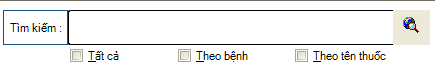 Tìm kiếm :
Tất cả Theo bệnh Theo tên thuốc